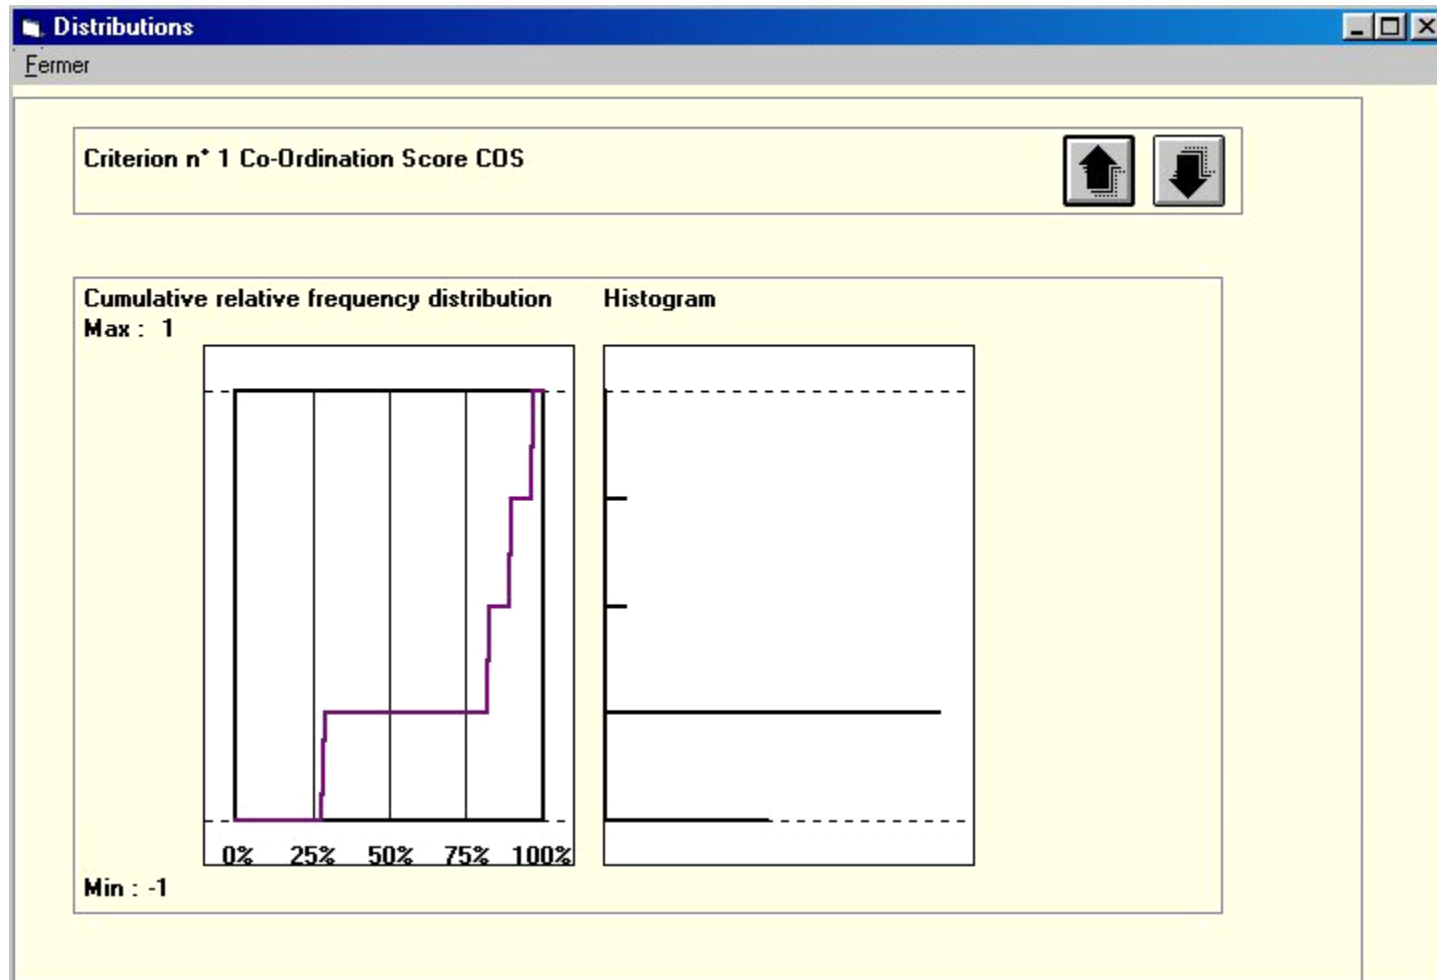 Distributions
Fermer
Criterion n° 1 Co-Ordination Score COS
Cumulative relative frequency distribution Histogram
Max : 1
0% 25% 50% 75% 100%
Min : -1